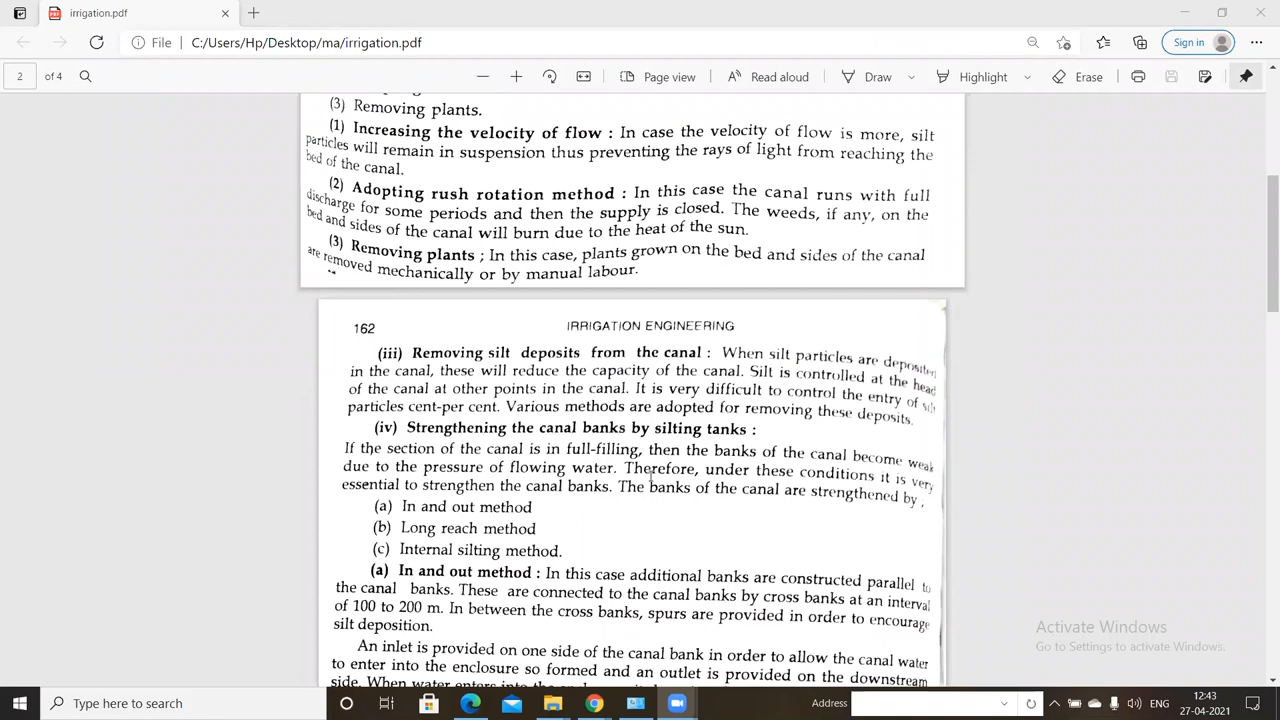 irrigation.pdf
File
C:/Users/Hp/Desktop/ma/irrigation.pdf
Sign in
2 of 4
Page view
Read aloud
Draw
Highlight
Erase
(3) Removing plants.
(1) Increasing the velocity of flow : In case the velocity of flow is more, silt
particles will remain in suspension thus preventing the rays of light from reaching the
bed of the canal.
(2) Adopting rush rotation method : In this case the canal runs with full
discharge for some periods and then the supply is closed. The weeds, if any, on the
bed and sides of the canal will burn due to the heat of the sun.
(3) Removing plants ; In this case, plants grown on the bed and sides of the canal
are removed mechanically or by manual labour.
162
IRRIGATION ENGINEERING
(iii) Removing silt deposits from the canal : When silt particles are deposited
in the canal, these will reduce the capacity of the canal. Silt is controlled at the head
of the canal at other points in the canal. It is very difficult to control the entry of silt
particles cent-per cent. Various methods are adopted for removing these deposits.
(iv) Strengthening the canal banks by silting tanks :
If the section of the canal is in full-filling, then the banks of the canal become weak
due to the pressure of flowing water. Therefore, under these conditions it is very
essential to strengthen the canal banks. The banks of the canal are strengthened by ;
(a) In and out method
(b) Long reach method
(c) Internal silting method.
(a) In and out method : In this case additional banks are constructed parallel to
the canal banks. These are connected to the canal banks by cross banks at an interval
of 100 to 200 m. In between the cross banks, spurs are provided in order to encourage
silt deposition.
An inlet is provided on one side of the canal bank in order to allow the canal water
to enter into the enclosure so formed and an outlet is provided on the downstream
side. When water enters into the
Activate Windows
Go to Settings to activate Windows.
Type here to search
Address
ENG
12:43
27-04-2021